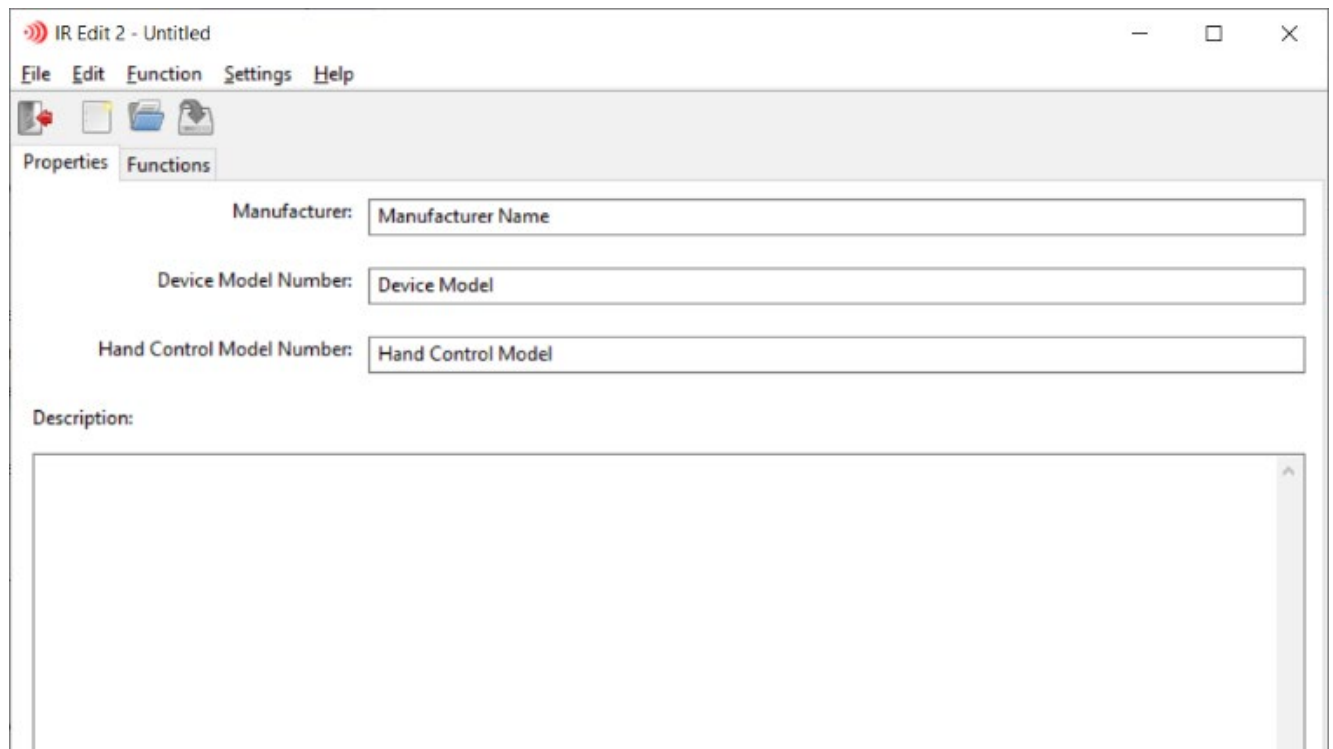 IR Edit 2 - Untitled
File Edit Function Settings Help
Properties Functions
Manufacturer: Manufacturer Name
Device Model Number: Device Model
Hand Control Model Number: Hand Control Model
Description: